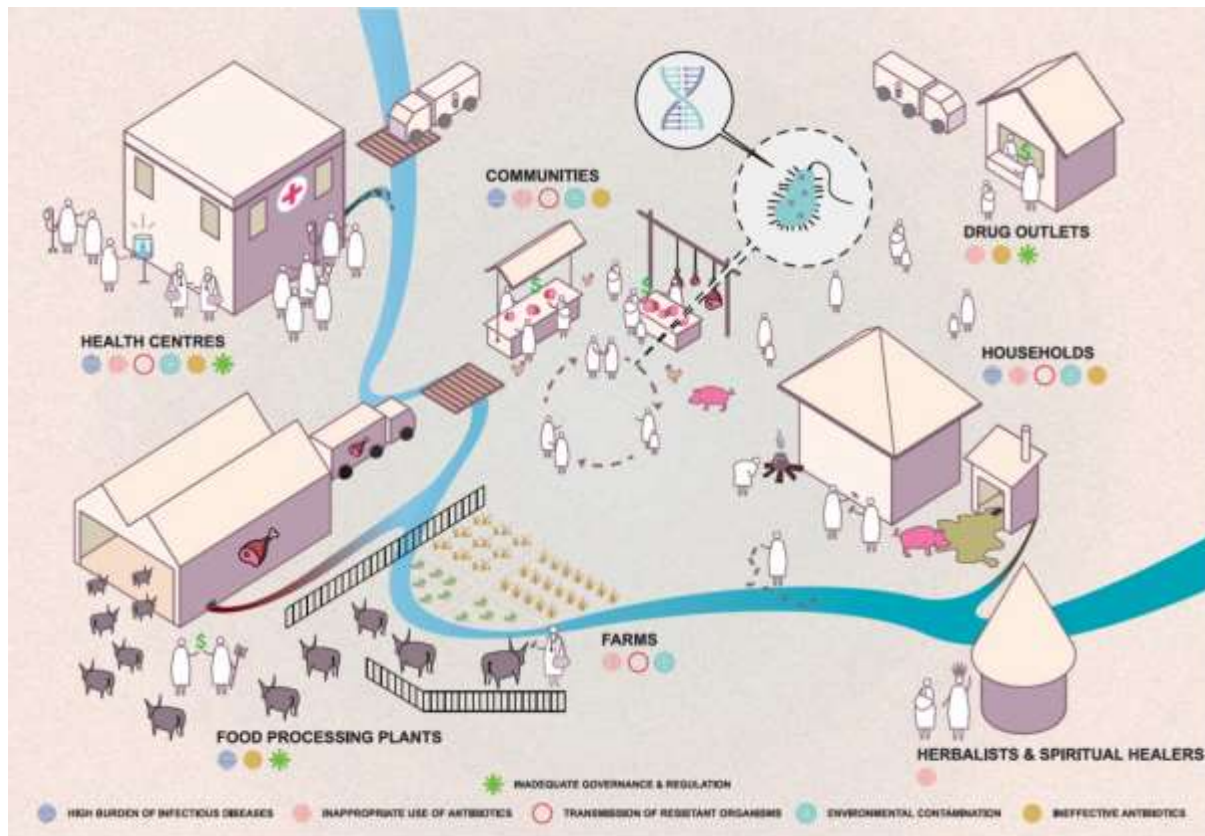 COMMUNITIES
DRUG OUTLETS
HEALTH CENTRES
HOUSEHOLDS
$
$
$
FARMS
$
FOOD PROCESSING PLANTS
HERBALISTS & SPIRITUAL HEALERS
INADEQUATE GOVERNANCE & REGULATION
HIGH BURDEN OF INFECTIOUS DISEASES
INAPPROPRIATE USE OF ANTIBIOTICS
TRANSMISSION OF RESISTANT ORGANISMS
ENVIRONMENTAL CONTAMINATION
INEFFECTIVE ANTIBIOTICS